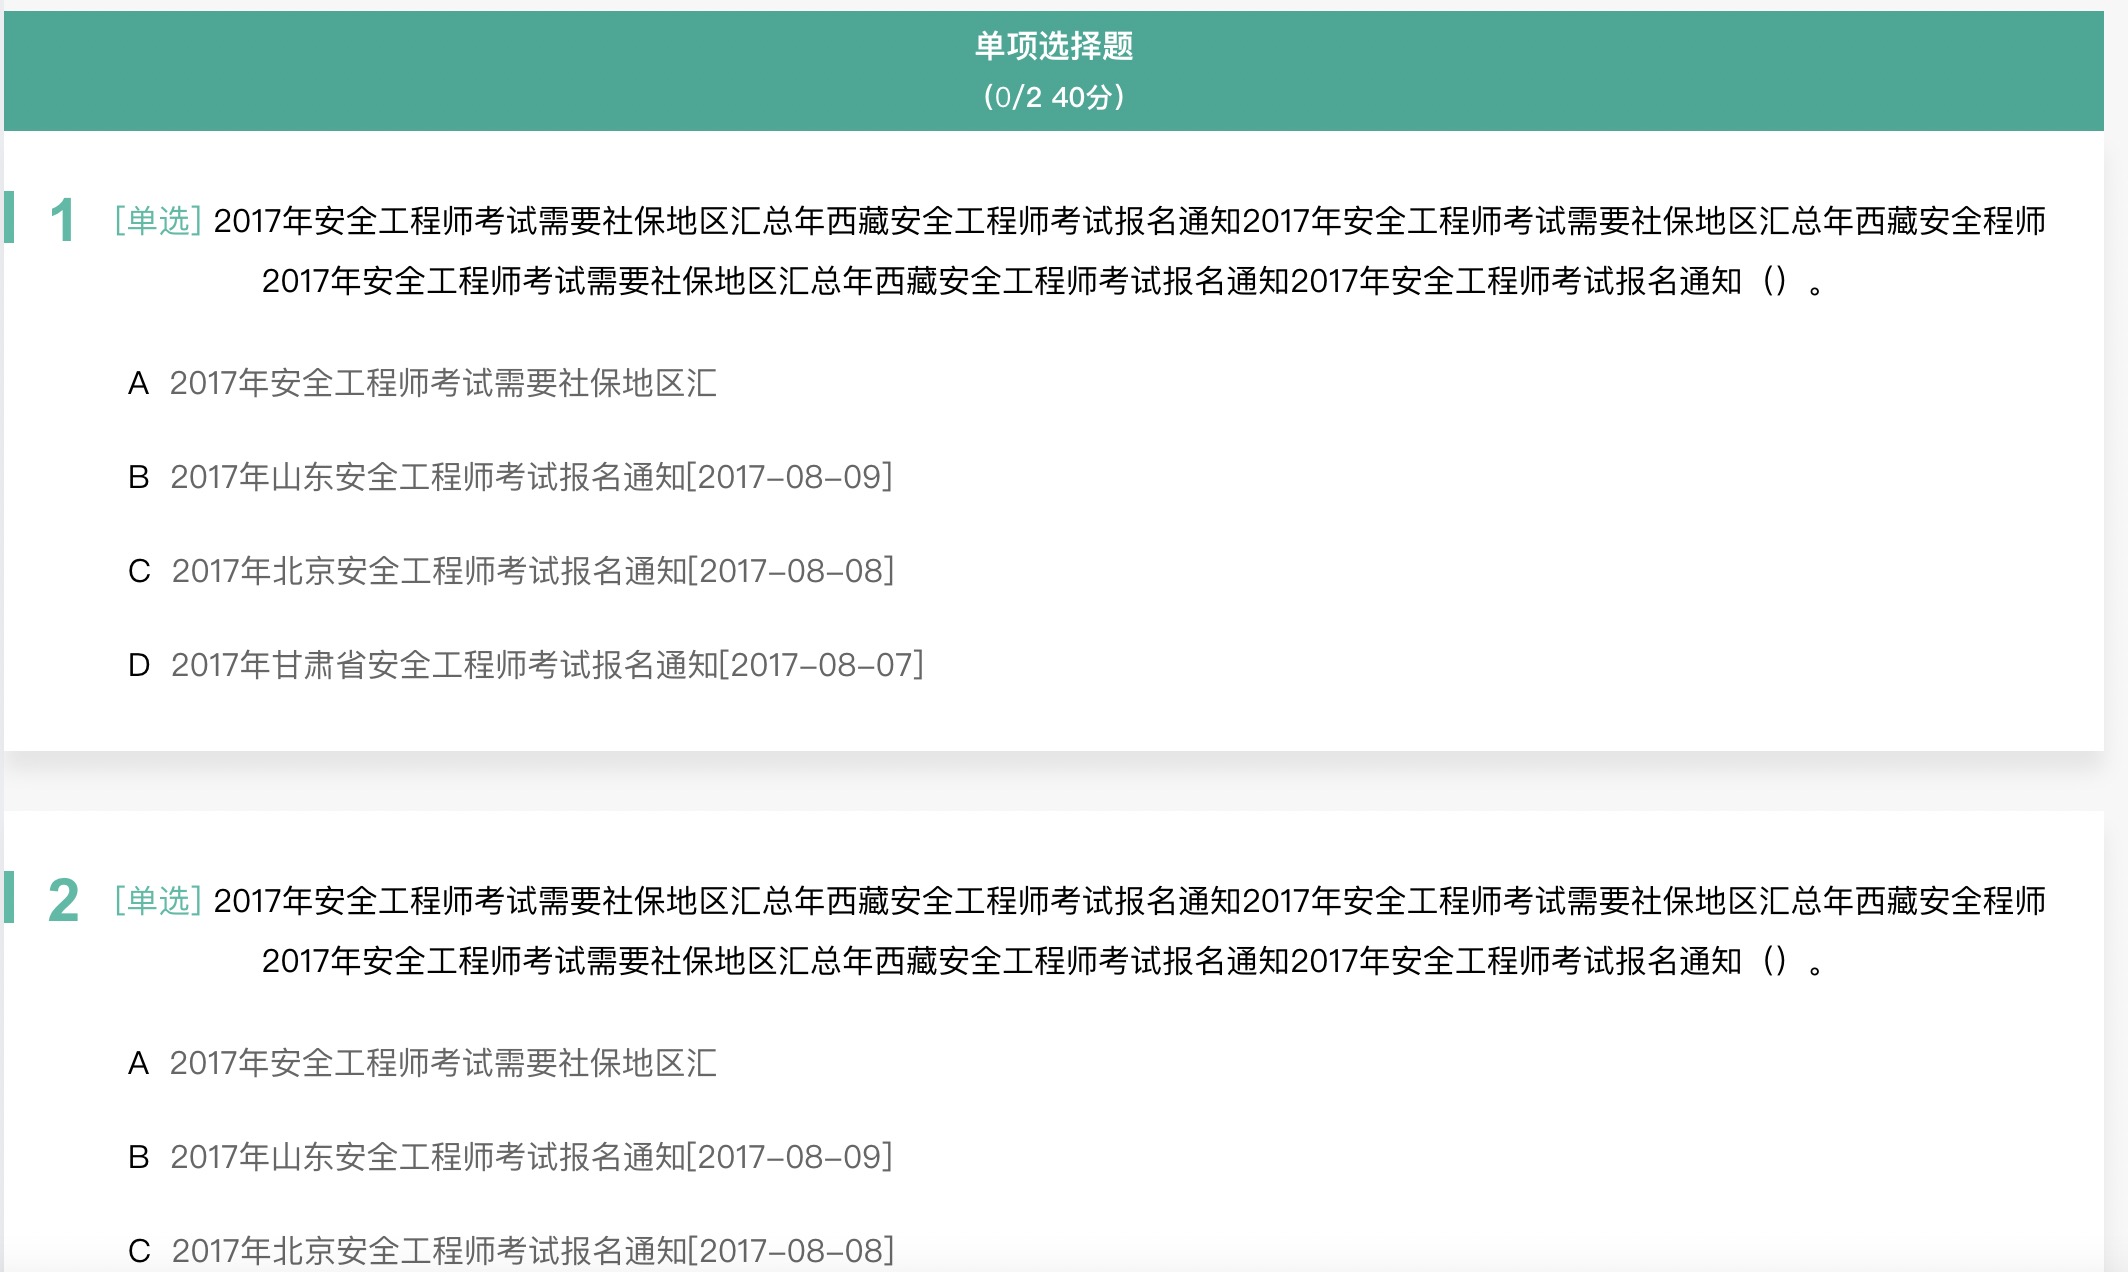 单项选择题
(0/2 40分)
1 [单选] 2017年安全工程师考试需要社保地区汇总年西藏安全工程师考试报名通知2017年安全工程师考试需要社保地区汇总年西藏安全程师
2017年安全工程师考试需要社保地区汇总年西藏安全工程师考试报名通知2017年安全工程师考试报名通知（）。
A 2017年安全工程师考试需要社保地区汇
B 2017年山东安全工程师考试报名通知[2017-08-09]
C 2017年北京安全工程师考试报名通知[2017-08-08]
D 2017年甘肃省安全工程师考试报名通知[2017-08-07]
2 [单选] 2017年安全工程师考试需要社保地区汇总年西藏安全工程师考试报名通知2017年安全工程师考试需要社保地区汇总年西藏安全程师
2017年安全工程师考试需要社保地区汇总年西藏安全工程师考试报名通知2017年安全工程师考试报名通知（）。
A 2017年安全工程师考试需要社保地区汇
B 2017年山东安全工程师考试报名通知[2017-08-09]
C 2017年北京安全工程师考试报名通知[2017-08-08]